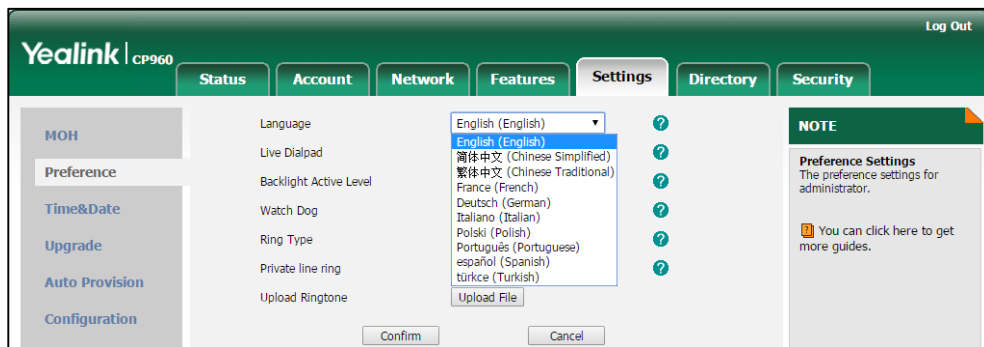 Log Out
Yealink | CP960
Status Account Network Features Settings Directory Security
MOH
Preference
Time&Date
Upgrade
Auto Provision
Configuration
Language English (English)
Live Dialpad
Backlight Active Level
Watch Dog
Ring Type
Private line ring
Upload Ringtone Upload File
English (English)
简体中文 (Chinese Simplified)
繁体中文 (Chinese Traditional)
France (French)
Deutsch (German)
Italiano (Italian)
Polski (Polish)
Português (Portuguese)
español (Spanish)
türkce (Turkish)
Confirm Cancel
NOTE
Preference Settings
The preference settings for
administrator.
You can click here to get
more guides.